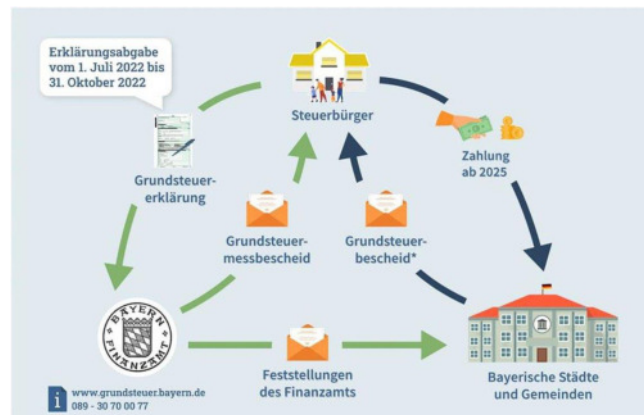 Erklärungsabgabe
vom 1. Juli 2022 bis
31. Oktober 2022
Steuerbürger
Zahlung
ab 2025
Grundsteuer-
erklärung
Grundsteuer-
messbescheid
Grundsteuer-
bescheid*
BAYERN
FINANZAMT
Feststellungen
des Finanzamts
Bayerische Städte
und Gemeinden
i
www.grundsteuer.bayern.de
089 - 30 70 00 77